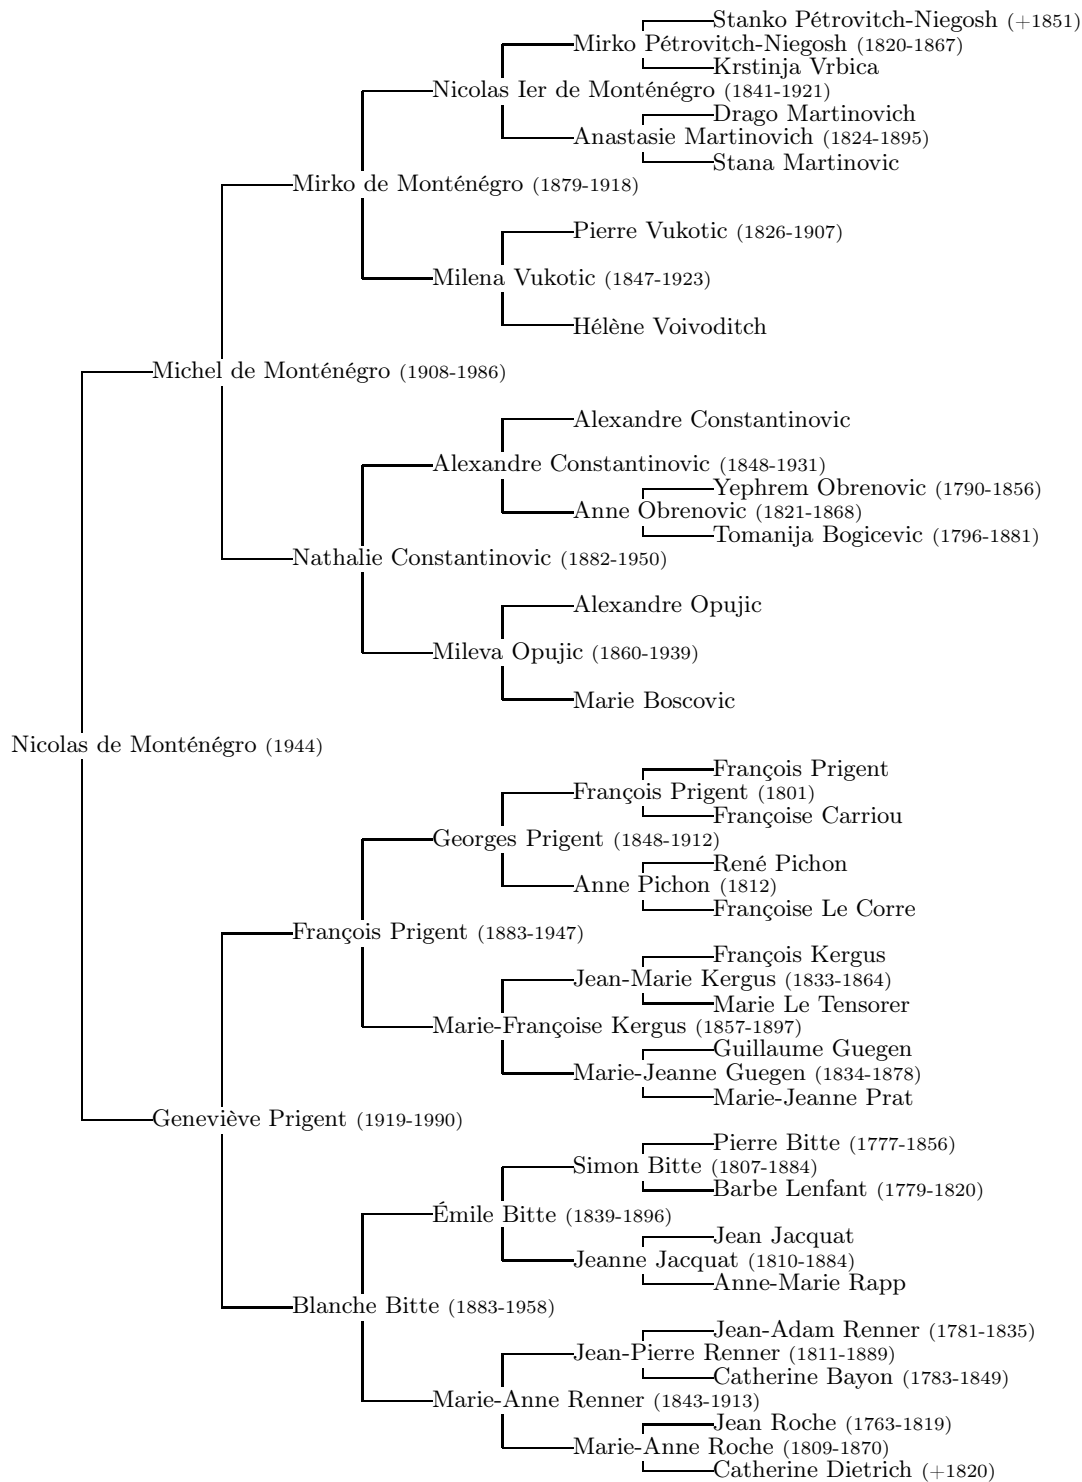 Stanko Pétrovitch-Niegosh (+1851)
Mirko Pétrovitch-Niegosh (1820-1867)
Krstinja Vrbica
Nicolas Ier de Monténégro (1841-1921)
Drago Martinovich
Anastasie Martinovich (1824-1895)
Stana Martinovic
Mirko de Monténégro (1879-1918)
Pierre Vukotic (1826-1907)
Milena Vukotic (1847-1923)
Hélène Voivoditch
Michel de Monténégro (1908-1986)
Alexandre Constantinovic
Alexandre Constantinovic (1848-1931)
Yephrem Obrenovic (1790-1856)
Anne Obrenovic (1821-1868)
Tomanija Bogicevic (1796-1881)
Nathalie Constantinovic (1882-1950)
Alexandre Opujic
Mileva Opujic (1860-1939)
Marie Boscovic
Nicolas de Monténégro (1944)
François Prigent
François Prigent (1801)
Françoise Carriou
Georges Prigent (1848-1912)
René Pichon
Anne Pichon (1812)
Françoise Le Corre
François Prigent (1883-1947)
François Kergus
Jean-Marie Kergus (1833-1864)
Marie Le Tensorer
Marie-Françoise Kergus (1857-1897)
Guillaume Guegen
Marie-Jeanne Guegen (1834-1878)
Marie-Jeanne Prat
Geneviève Prigent (1919-1990)
Pierre Bitte (1777-1856)
Simon Bitte (1807-1884)
Barbe Lenfant (1779-1820)
Émile Bitte (1839-1896)
Jean Jacquat
Jeanne Jacquat (1810-1884)
Anne-Marie Rapp
Blanche Bitte (1883-1958)
Jean-Adam Renner (1781-1835)
Jean-Pierre Renner (1811-1889)
Catherine Bayon (1783-1849)
Marie-Anne Renner (1843-1913)
Jean Roche (1763-1819)
Marie-Anne Roche (1809-1870)
Catherine Dietrich (+1820)